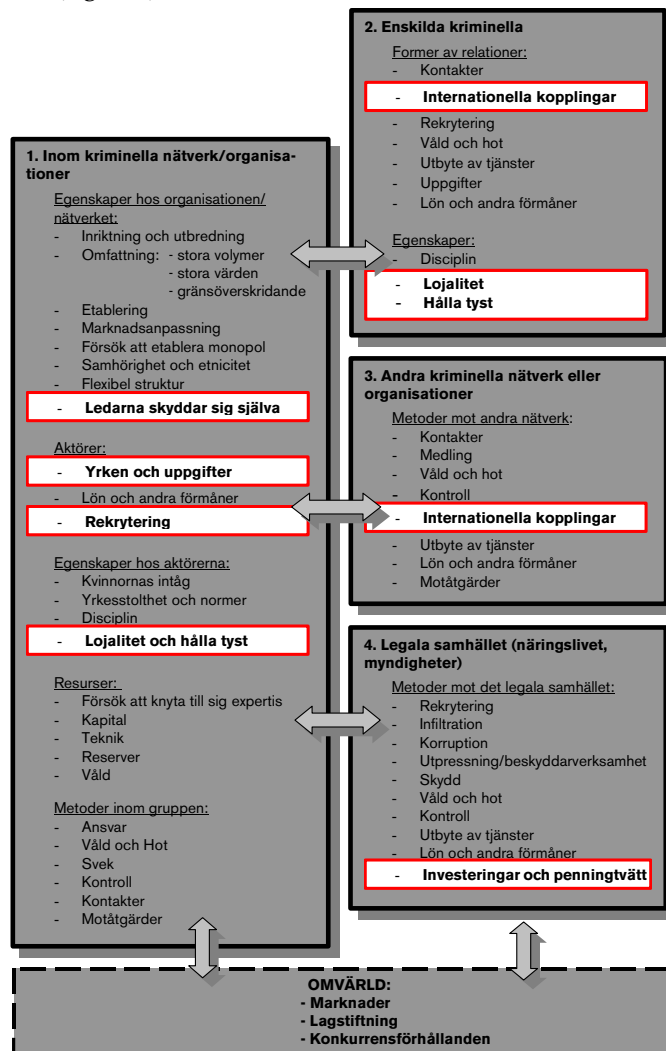 2. Enskilda kriminella
Former av relationer:
- Kontakter
- Internationella kopplingar
- Rekrytering
- Våld och hot
- Utbyte av tjänster
- Uppgifter
- Lön och andra förmåner
Egenskaper:
- Disciplin
- Lojalitet
- Hålla tyst
1. Inom kriminella nätverk/organisa-
tioner
Egenskaper hos organisationen/
nätverket:
- Inriktning och utbredning
- Omfattning: - stora volymer
- stora värden
- gränsöverskridande
- Etablering
- Marknadsanpassning
- Försök att etablera monopol
- Samhörighet och etnicitet
- Flexibel struktur
- Ledarna skyddar sig själva
Aktörer:
- Yrken och uppgifter
- Lön och andra förmåner
- Rekrytering
Egenskaper hos aktörerna:
- Kvinnornas intåg
- Yrkesstolthet och normer
- Disciplin
- Lojalitet och hålla tyst
Resurser:
- Försök att knyta till sig expertis
- Kapital
- Teknik
- Reserver
- Våld
Metoder inom gruppen:
- Ansvar
- Våld och Hot
- Svek
- Kontroll
- Kontakter
- Motåtgärder
3. Andra kriminella nätverk eller
organisationer
Metoder mot andra nätverk:
- Kontakter
- Medling
- Våld och hot
- Kontroll
- Internationella kopplingar
- Utbyte av tjänster
- Lön och andra förmåner
- Motåtgärder
4. Legala samhället (näringslivet,
myndigheter)
Metoder mot det legala samhället:
- Rekrytering
- Infiltration
- Korruption
- Utpressning/beskyddarverksamhet
- Skydd
- Våld och hot
- Kontroll
- Utbyte av tjänster
- Lön och andra förmåner
- Investeringar och penningtvätt
OMVÄRLD:
- Marknader
- Lagstiftning
- Konkurrensförhållanden